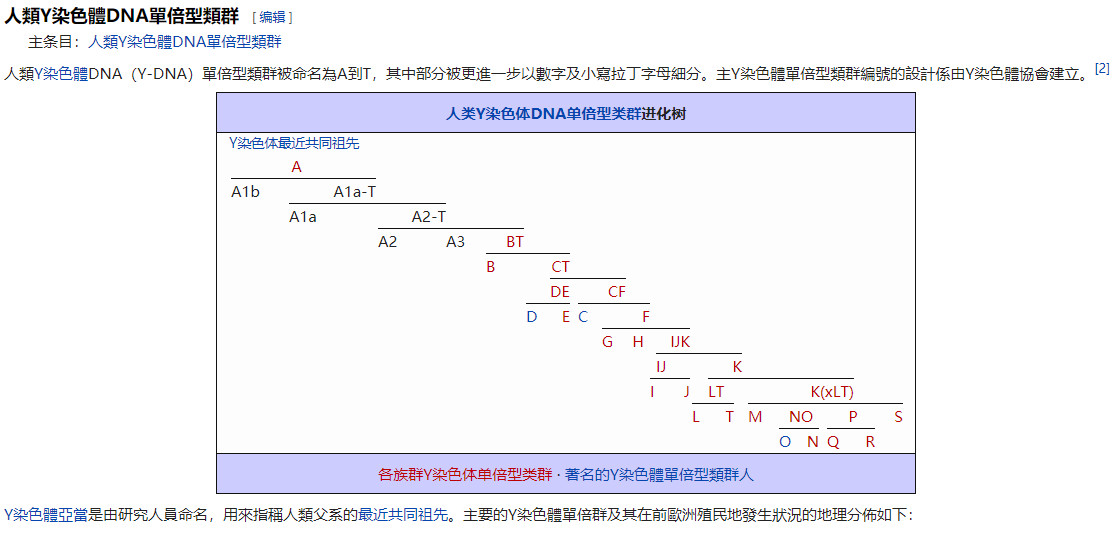 人類Y染色體DNA單倍型類群 [ 编辑 ]
主条目：人類Y染色體DNA單倍型類群
人類Y染色體DNA（Y-DNA）單倍型類群被命名為A到T，其中部分被更進一步以數字及小寫拉丁字母細分。主Y染色體單倍型類群編號的設計係由Y染色體協會建立。[2]
人类Y染色体DNA单倍型类群进化树
Y染色体最近共同祖先
A
A1b A1a-T
A1a A2-T
A2 A3 BT
B CT
DE CF
D E C F
G H IJK
IJ K
I J LT K(xLT)
L T M NO P S
O N Q R
各族群Y染色体单倍型类群 · 著名的Y染色體單倍型類群人
Y染色體亞當是由研究人員命名，用來指稱人類父系的最近共同祖先。主要的Y染色體單倍群及其在前歐洲殖民地發生狀況的地理分佈如下：